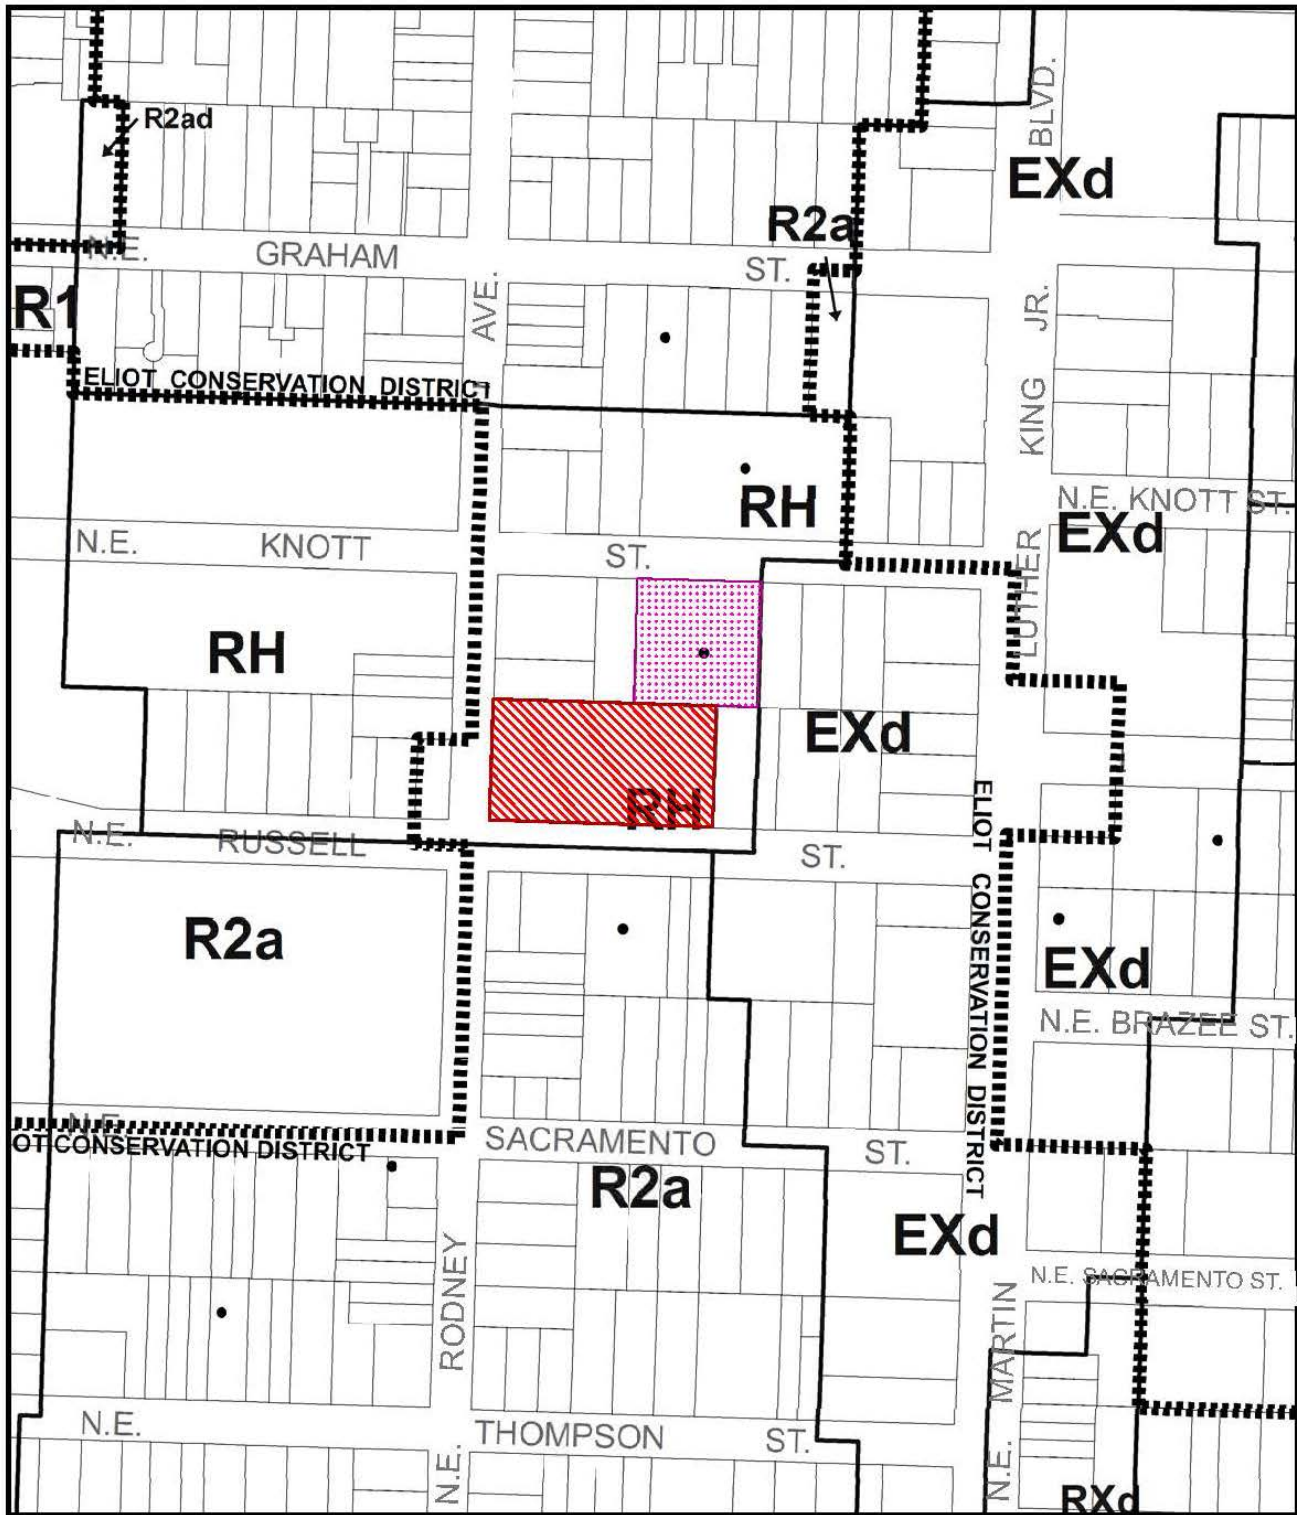 BLVD.
R2ad
EXd
R2a
N.E. GRAHAM ST.
R1
AVE.
JR.
ELIOT CONSERVATION DISTRICT
KING
RH
N.E. KNOTT ST.
EXd
N.E. KNOTT ST.
LUTHER
RH
EXd
RH
N.E. RUSSELL ST.
ELIOT CONSERVATION DISTRICT
R2a
EXd
N.E. BRAZEE ST.
N.E. SACRAMENTO ST.
OT CONSERVATION DISTRICT
R2a
EXd
N.E. SACRAMENTO ST.
RODNEY
MARTIN
N.E. THOMPSON ST.
N.E.
N.E.
RXd